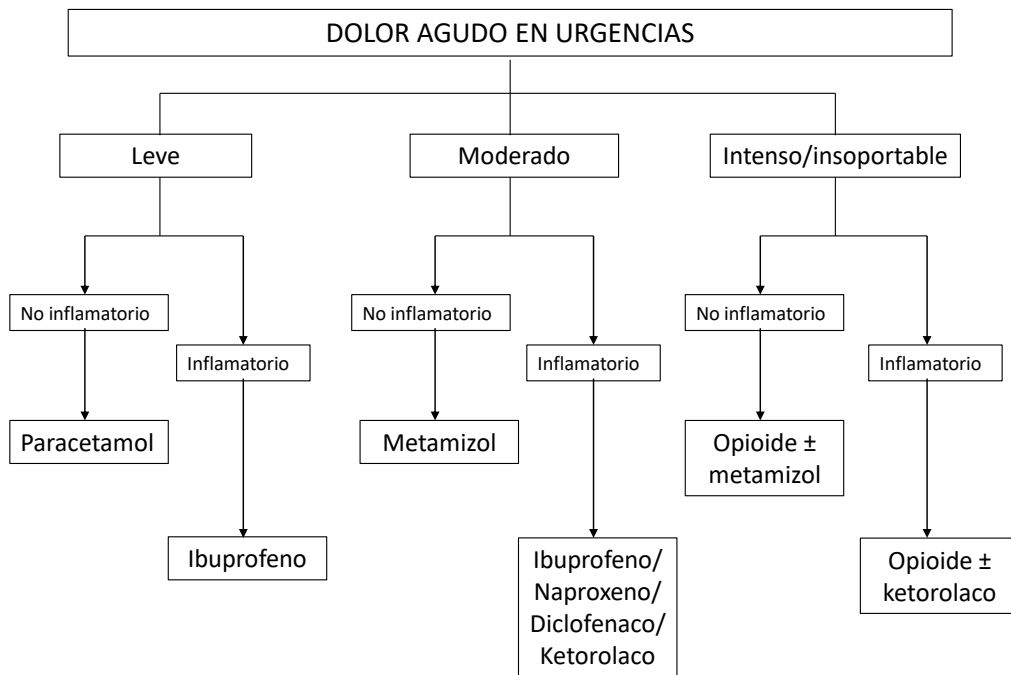 DOLOR AGUDO EN URGENCIAS
Leve
Moderado
Intenso/insoportable
No inflamatorio
Inflamatorio
No inflamatorio
Inflamatorio
No inflamatorio
Inflamatorio
Paracetamol
Ibuprofeno
Metamizol
Ibuprofeno/
Naproxeno/
Diclofenaco/
Ketorolaco
Opioide ±
metamizol
Opioide ±
ketorolaco